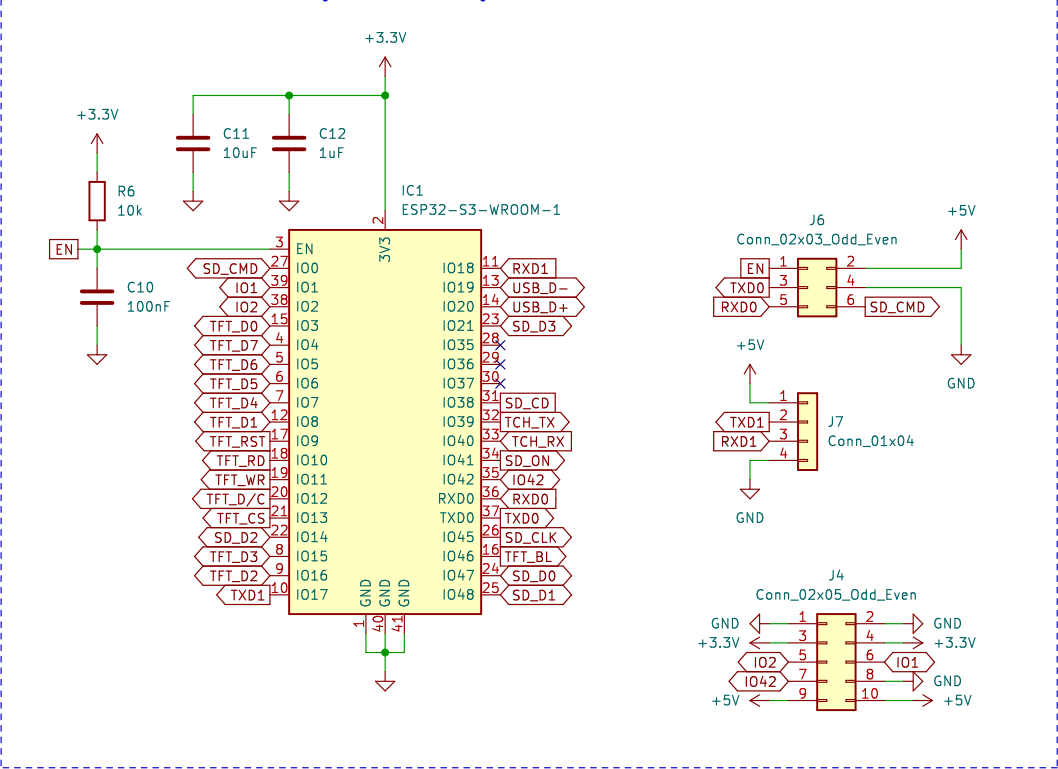 +3.3V
+3.3V
C11
10uF
C12
1uF
R6
10k
IC1
ESP32-S3-WROOM-1
2
3V3
EN
3 EN
C10
100nF
SD_CMD 27 IO0
IO1 39 IO1
IO2 38 IO2
TFT_D0 15 IO3
TFT_D7 4 IO4
TFT_D6 5 IO5
TFT_D5 6 IO6
TFT_D4 7 IO7
TFT_D1 12 IO8
TFT_RST 17 IO9
TFT_RD 18 IO10
TFT_WR 19 IO11
TFT_D/C 20 IO12
TFT_CS 21 IO13
SD_D2 22 IO14
TFT_D3 8 IO15
TFT_D2 9 IO16
TXD1 10 IO17
IO18 11 RXD1
IO19 13 USB_D-
IO20 14 USB_D+
IO21 23 SD_D3
IO35 28
IO36 29
IO37 30
IO38 31 SD_CD
IO39 32 TCH_TX
IO40 33 TCH_RX
IO41 34 SD_ON
IO42 35 IO42
RXD0 36 RXD0
TXD0 37 TXD0
IO45 26 SD_CLK
IO46 16 TFT_BL
IO47 24 SD_D0
IO48 25 SD_D1
GND GND GND
1 40 41
+5V
J6
Conn_02x03_Odd_Even
EN 1 2
TXD0 3 4
RXD0 5 6 SD_CMD
GND
+5V
1
TXD1 2
RXD1 3
4
J7
Conn_01x04
GND
J4
Conn_02x05_Odd_Even
GND 1 2 GND
+3.3V 3 4 +3.3V
IO2 5 6 IO1
IO42 7 8 GND
+5V 9 10 +5V